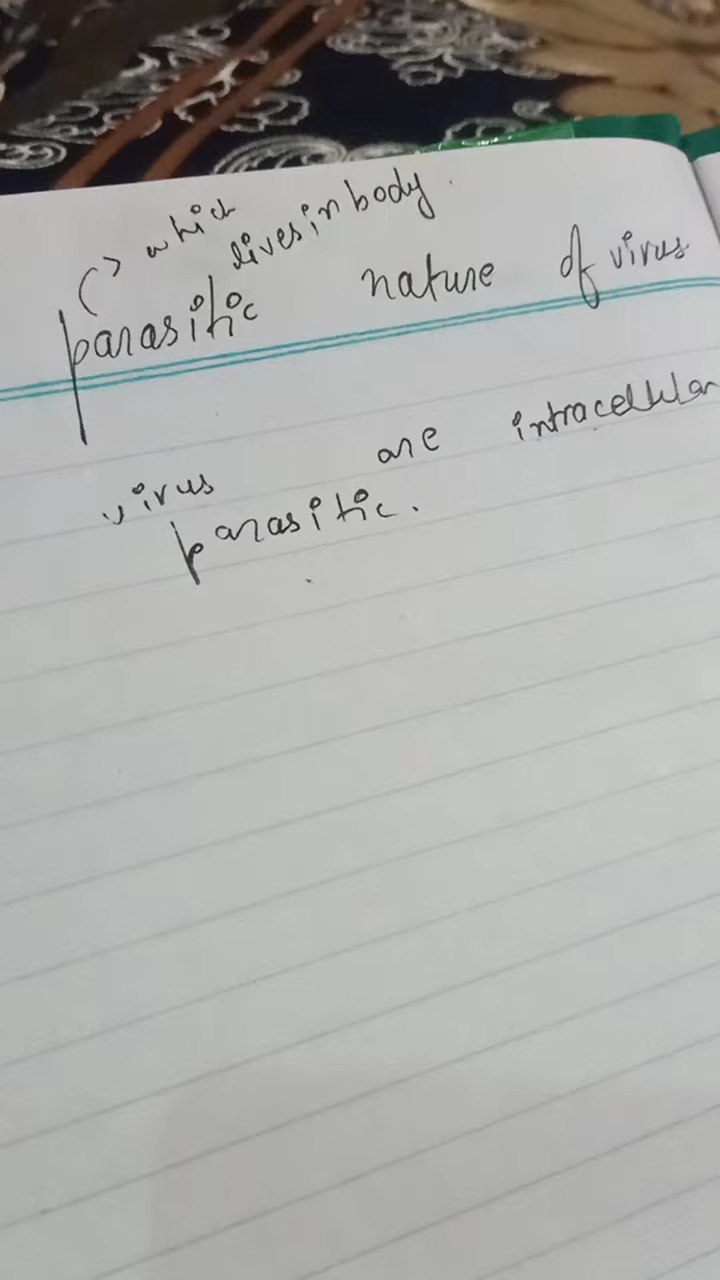 which
lives in body.
parasitic nature of virus
virus are intracellular
parasitic.